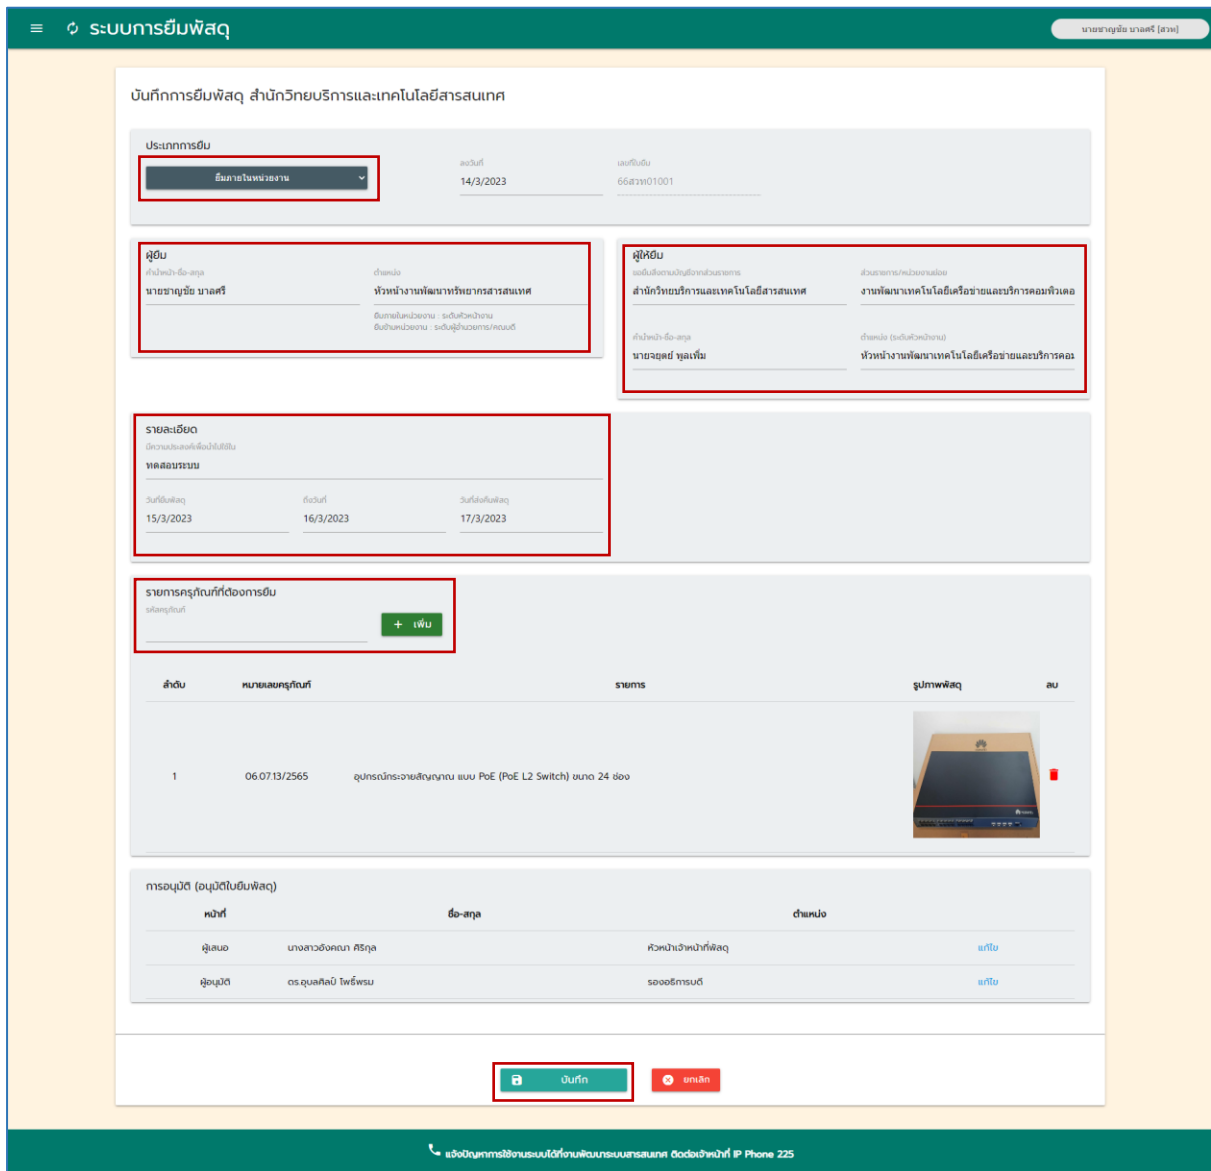 ระบบการยืมพัสดุ
นายชาญชัย บาลศรี [สวท]
บันทึกการยืมพัสดุ สำนักวิทยบริการและเทคโนโลยีสารสนเทศ
ประเภทการยืม
ยืมภายในหน่วยงาน
ลงวันที่
14/3/2023
เลขที่ใบยืม
66สวท01001
ผู้ยืม
คำนำหน้า-ชื่อ-สกุล
นายชาญชัย บาลศรี
ตำแหน่ง
หัวหน้างานพัฒนาทรัพยากรสารสนเทศ
ยืมภายในหน่วยงาน : ระดับหัวหน้างาน
ยืมข้ามหน่วยงาน : ระดับผู้อำนวยการ/คณบดี
ผู้ให้ยืม
ขอยืมสิ่งตามบัญชีจากส่วนราชการ
สำนักวิทยบริการและเทคโนโลยีสารสนเทศ
ส่วนราชการ/หน่วยงานย่อย
งานพัฒนาเทคโนโลยีเครือข่ายและบริการคอมพิวเตอ
คำนำหน้า-ชื่อ-สกุล
นายจยุตย์ พูลเพิ่ม
ตำแหน่ง (ระดับหัวหน้างาน)
หัวหน้างานพัฒนาเทคโนโลยีเครือข่ายและบริการคอม
รายละเอียด
มีความประสงค์เพื่อนำไปใช้ใน
ทดสอบระบบ
วันที่ยืมพัสดุ
15/3/2023
ถึงวันที่
16/3/2023
วันที่ส่งคืนพัสดุ
17/3/2023
รายการครุภัณฑ์ที่ต้องการยืม
รหัสครุภัณฑ์
+ เพิ่ม
ลำดับ หมายเลขครุภัณฑ์ รายการ รูปภาพพัสดุ ลบ
1 06.07.13/2565 อุปกรณ์กระจายสัญญาณ แบบ PoE (PoE L2 Switch) ขนาด 24 ช่อง
การอนุมัติ (อนุมัติใบยืมพัสดุ)
หน้าที่ ชื่อ-สกุล ตำแหน่ง
ผู้เสนอ นางสาวอังคณา ศิริกุล หัวหน้าเจ้าหน้าที่พัสดุ แก้ไข
ผู้อนุมัติ ดร.อุบลศิลป์ โพธิ์พรม รองอธิการบดี แก้ไข
บันทึก
ยกเลิก
แจ้งปัญหาการใช้งานระบบได้ที่งานพัฒนาระบบสารสนเทศ ติดต่อเจ้าหน้าที่ IP Phone 225